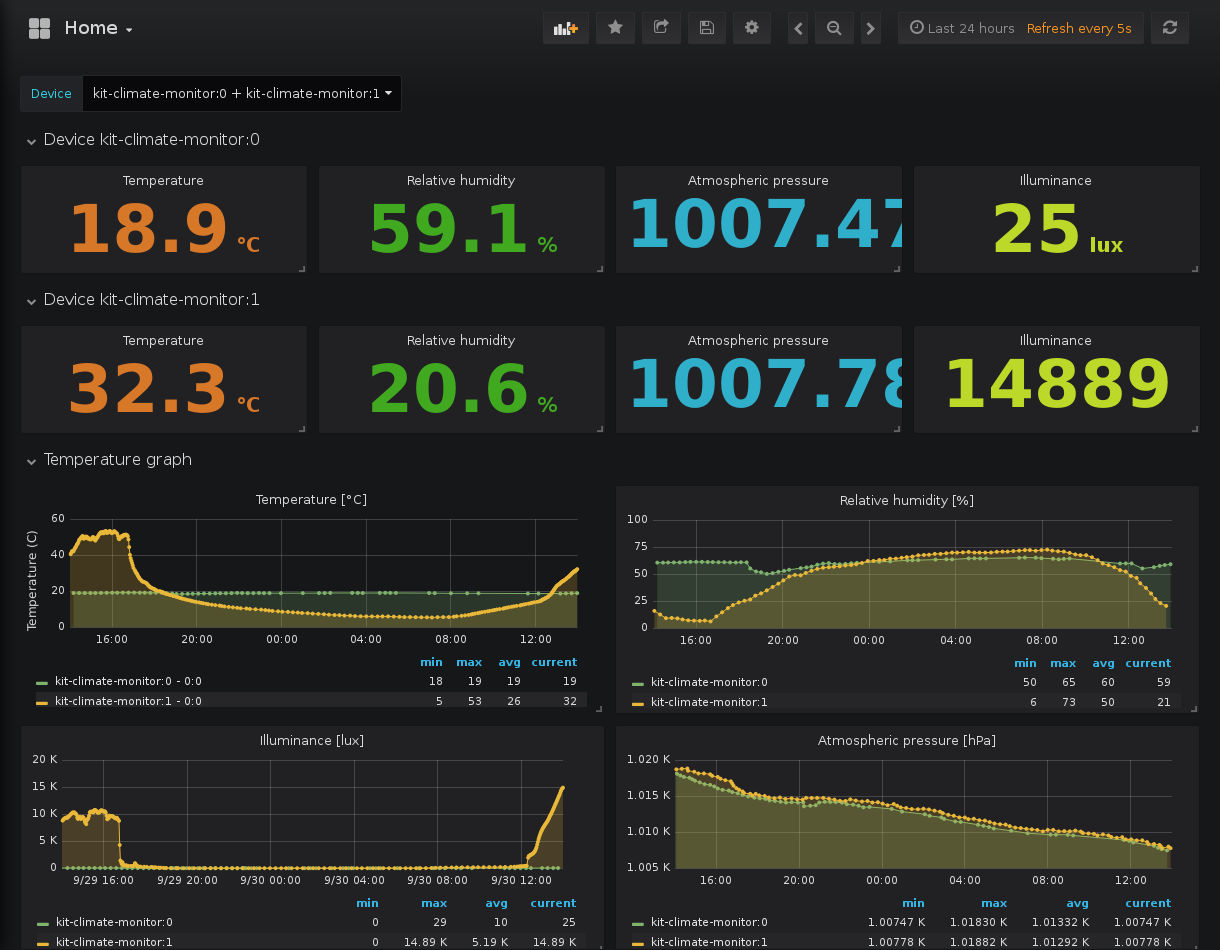 Home
Last 24 hours Refresh every 5s
Device kit-climate-monitor:0 + kit-climate-monitor:1
Device kit-climate-monitor:0
Temperature Relative humidity Atmospheric pressure Illuminance
18.9 °C 59.1 % 1007.47 25 lux
Device kit-climate-monitor:1
Temperature Relative humidity Atmospheric pressure Illuminance
32.3 °C 20.6 % 1007.78 14889
Temperature graph
Temperature [°C]
Temperature (C)
60
40
20
0
16:00 20:00 00:00 04:00 08:00 12:00
min max avg current
kit-climate-monitor:0 - 0:0 18 19 19 19
kit-climate-monitor:1 - 0:0 5 53 26 32
Relative humidity [%]
100
75
50
25
0
16:00 20:00 00:00 04:00 08:00 12:00
min max avg current
kit-climate-monitor:0 50 65 60 59
kit-climate-monitor:1 6 73 50 21
Illuminance [lux]
20 K
15 K
10 K
5 K
0
9/29 16:00 9/29 20:00 9/30 00:00 9/30 04:00 9/30 08:00 9/30 12:00
min max avg current
kit-climate-monitor:0 0 29 10 25
kit-climate-monitor:1 0 14.89 K 5.19 K 14.89 K
Atmospheric pressure [hPa]
1.020 K
1.015 K
1.010 K
1.005 K
16:00 20:00 00:00 04:00 08:00 12:00
min max avg current
kit-climate-monitor:0 1.00747 K 1.01830 K 1.01332 K 1.00747 K
kit-climate-monitor:1 1.00778 K 1.01882 K 1.01292 K 1.00778 K